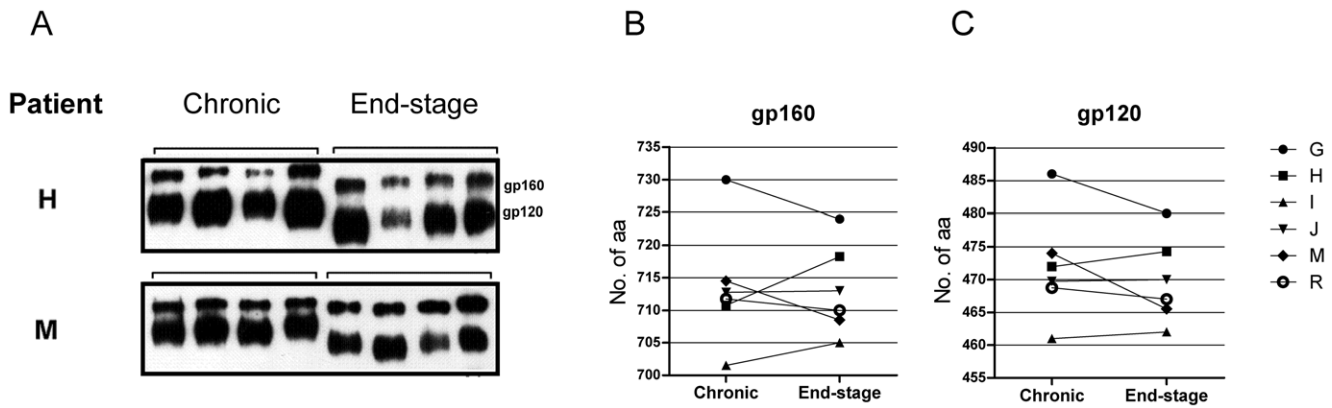 A
Patient
Chronic
End-stage
H
gp160
gp120
M
B
gp160
No. of aa
735
730
725
720
715
710
705
700
Chronic
End-stage
C
gp120
No. of aa
490
485
480
475
470
465
460
455
Chronic
End-stage
G
H
I
J
M
R